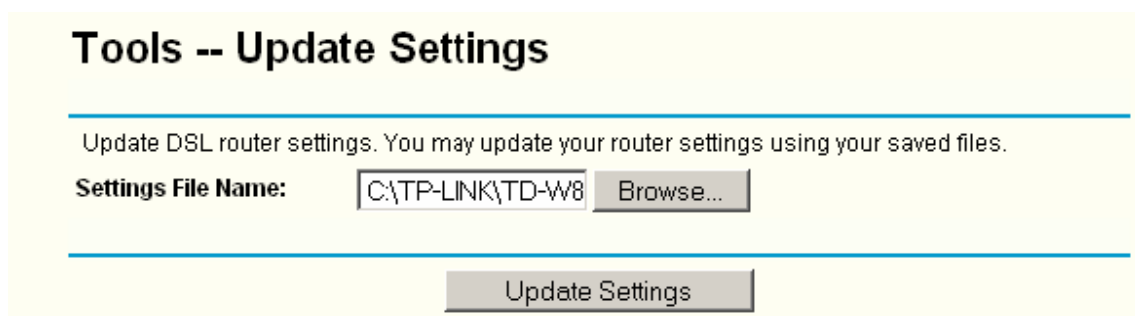 Tools -- Update Settings
Update DSL router settings. You may update your router settings using your saved files.
Settings File Name: C:\TP-LINK\TD-W8 Browse...
Update Settings